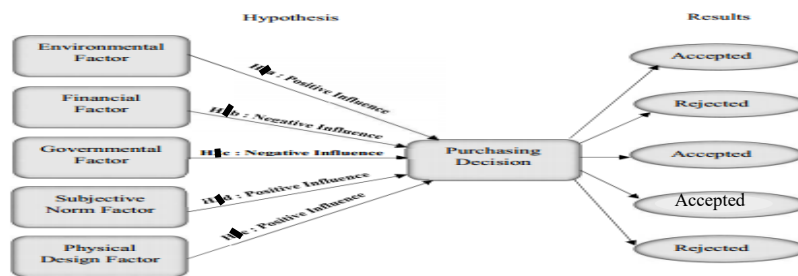 Hypothesis
Results
Environmental
Factor
Financial
Factor
Governmental
Factor
Subjective
Norm Factor
Physical
Design Factor
: Positive Influence
: Negative Influence
: Negative Influence
: Positive Influence
: Positive Influence
Purchasing
Decision
Accepted
Rejected
Accepted
Accepted
Rejected